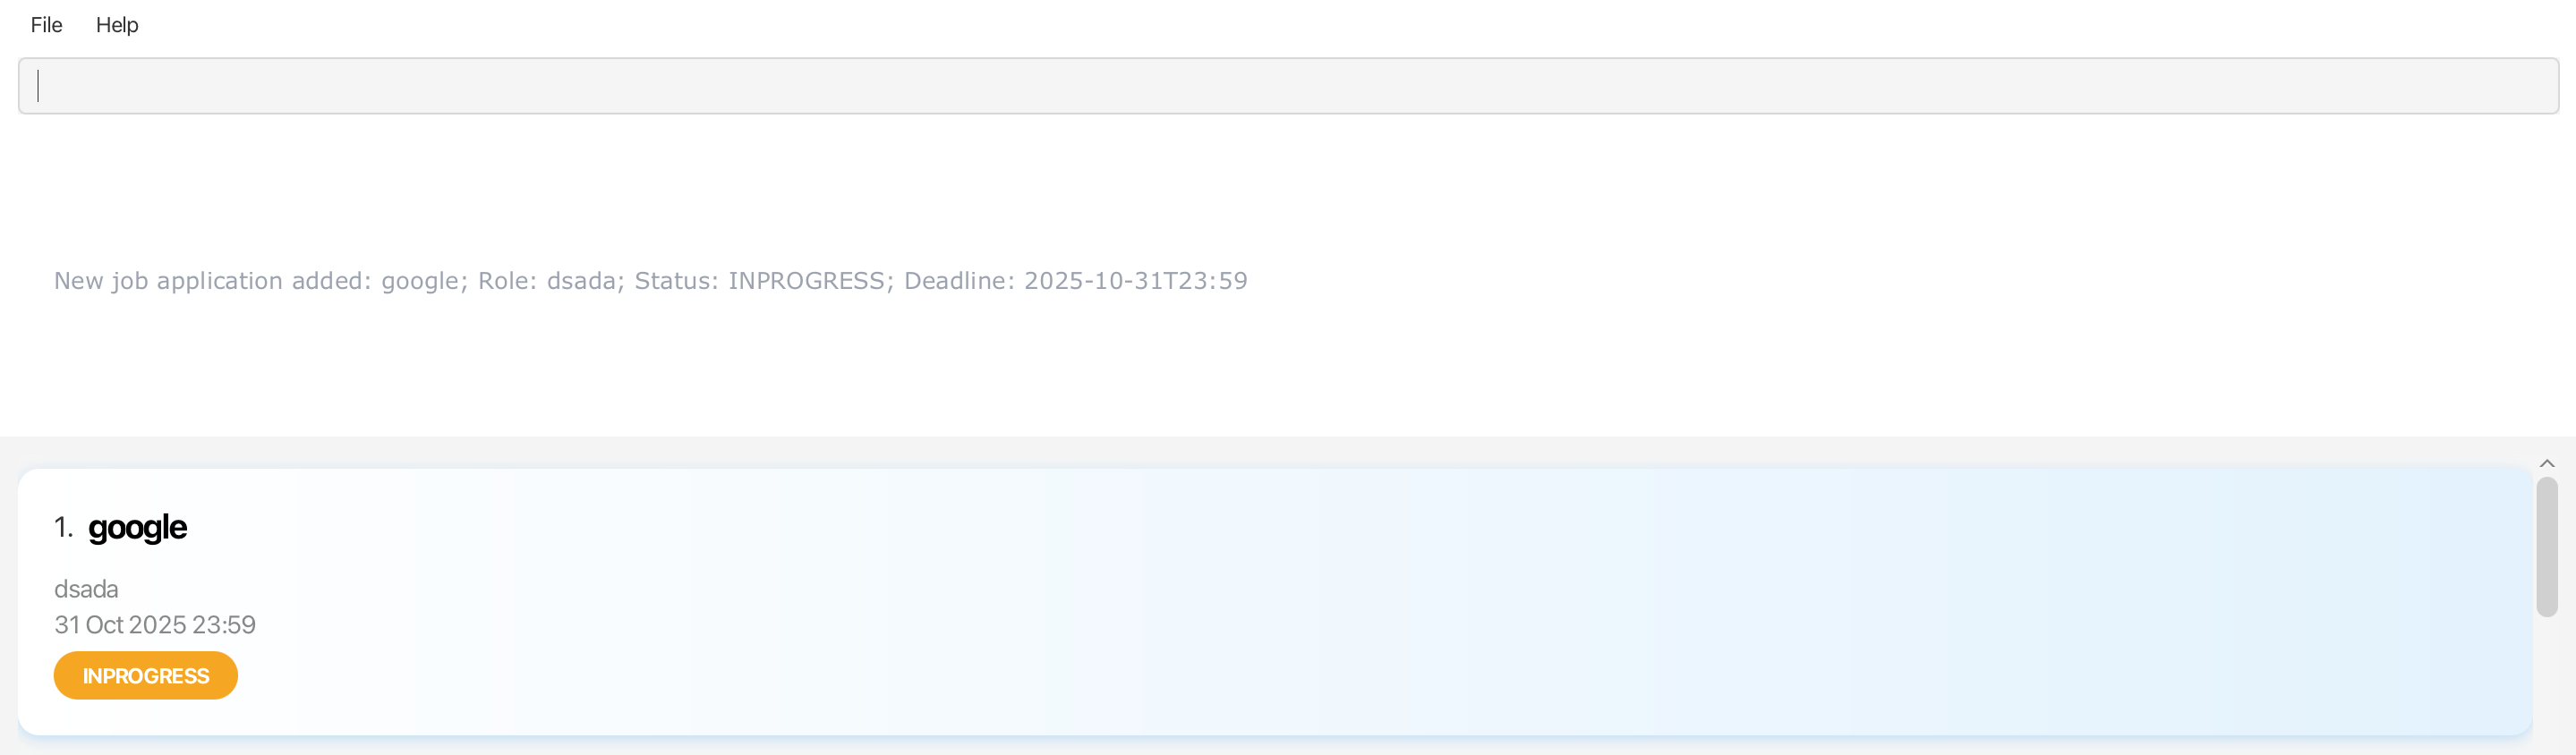 File Help
New job application added: google; Role: dsada; Status: INPROGRESS; Deadline: 2025-10-31T23:59
1. google
dsada
31 Oct 2025 23:59
INPROGRESS